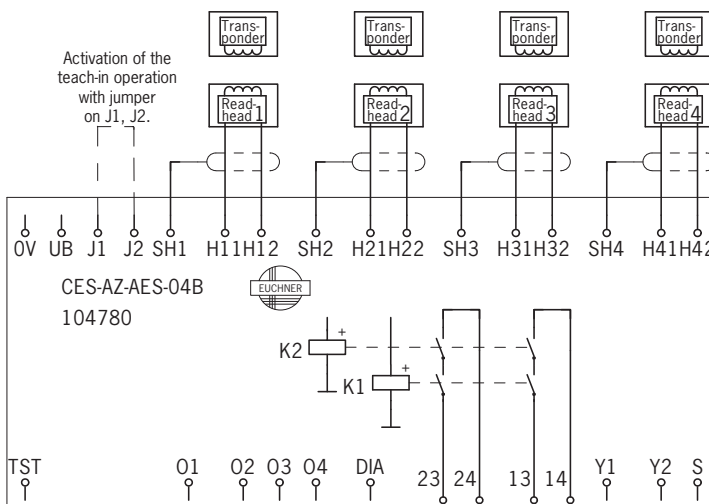 Trans-
ponder
Trans-
ponder
Trans-
ponder
Trans-
ponder
Activation of the
teach-in operation
with jumper
on J1, J2.
Read-
head 1
Read-
head 2
Read-
head 3
Read-
head 4
0V UB J1 J2 SH1 H11 H12 SH2 H21 H22 SH3 H31 H32 SH4 H41 H42
CES-AZ-AES-04B
EUCHNER
104780
K2 +
K1 +
TST O1 O2 O3 O4 DIA 23 24 13 14 Y1 Y2 S